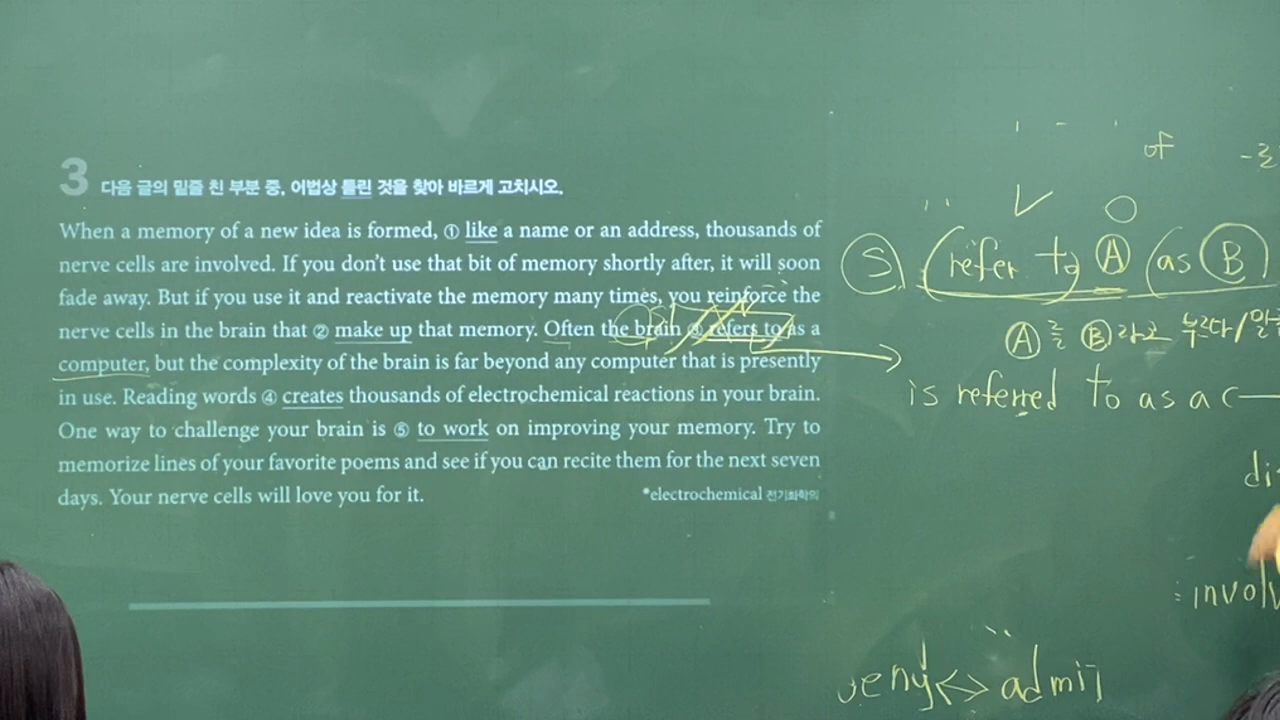 3 다음 글의 밑줄 친 부분 중, 어법상 틀린 것을 찾아 바르게 고치시오.
When a memory of a new idea is formed, ① like a name or an address, thousands of
nerve cells are involved. If you don't use that bit of memory shortly after, it will soon
fade away. But if you use it and reactivate the memory many times, you reinforce the
nerve cells in the brain that ② make up that memory. Often the brain ③ refers to as a
computer, but the complexity of the brain is far beyond any computer that is presently
in use. Reading words ④ creates thousands of electrochemical reactions in your brain.
One way to challenge your brain is ⑤ to work on improving your memory. Try to
memorize lines of your favorite poems and see if you can recite them for the next seven
days. Your nerve cells will love you for it.
*electrochemical 전기화학의
of
S (refer to A (as B)
A를 B라고 부르다/
is referred to as a c
admit